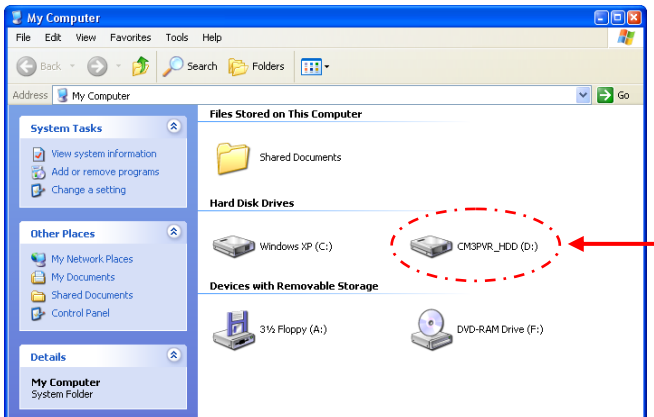 My Computer
File Edit View Favorites Tools Help
Back Search Folders
Address My Computer Go
System Tasks
View system information
Add or remove programs
Change a setting
Other Places
My Network Places
My Documents
Shared Documents
Control Panel
Details
My Computer
System Folder
Files Stored on This Computer
Shared Documents
Hard Disk Drives
Windows XP (C:)
CM3PVR_HDD (D:)
Devices with Removable Storage
3½ Floppy (A:)
DVD-RAM Drive (F:)